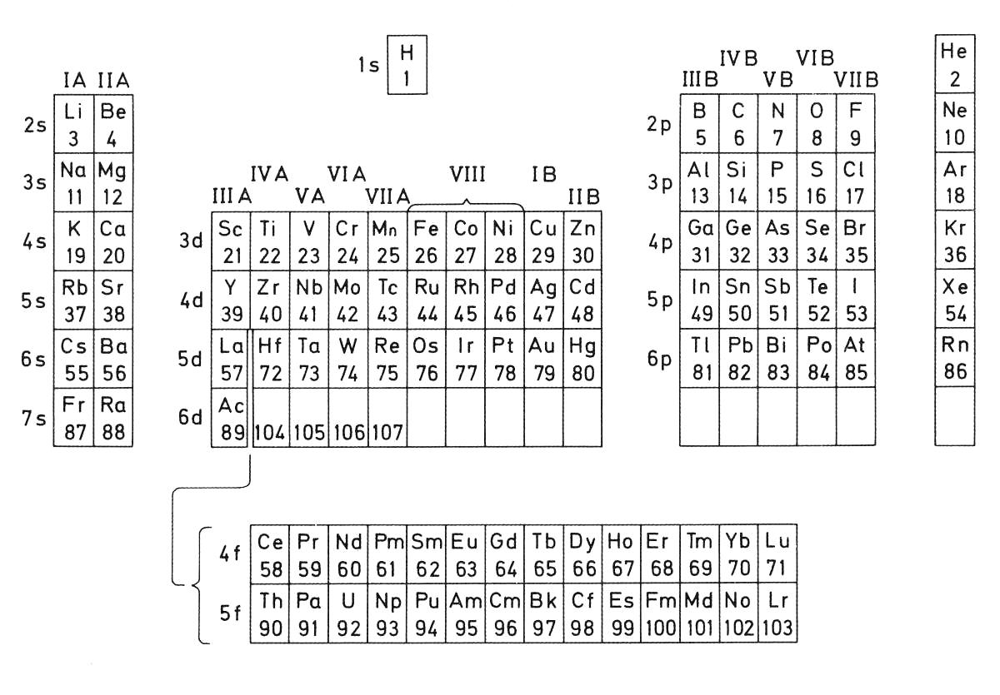 H He
1s IVB VIB
1 IIIB VB VIIB 2
IA IIA
Li Be B C N O F Ne
2s 2p
3 4 5 6 7 8 9 10
Na Mg IVA VIA VIII IB Al Si P S Cl Ar
3s 3p
11 12 IIIA VA VIIA IIB 13 14 15 16 17 18
K Ca Sc Ti V Cr Mn Fe Co Ni Cu Zn Ga Ge As Se Br Kr
4s 3d 4p
19 20 21 22 23 24 25 26 27 28 29 30 31 32 33 34 35 36
Rb Sr Y Zr Nb Mo Tc Ru Rh Pd Ag Cd In Sn Sb Te I Xe
5s 4d 5p
37 38 39 40 41 42 43 44 45 46 47 48 49 50 51 52 53 54
Cs Ba La Hf Ta W Re Os Ir Pt Au Hg Tl Pb Bi Po At Rn
6s 5d 6p
55 56 57 72 73 74 75 76 77 78 79 80 81 82 83 84 85 86
Fr Ra Ac
7s 6d
87 88 89 104 105 106 107
Ce Pr Nd Pm Sm Eu Gd Tb Dy Ho Er Tm Yb Lu
4f
58 59 60 61 62 63 64 65 66 67 68 69 70 71
Th Pa U Np Pu Am Cm Bk Cf Es Fm Md No Lr
5f
90 91 92 93 94 95 96 97 98 99 100 101 102 103